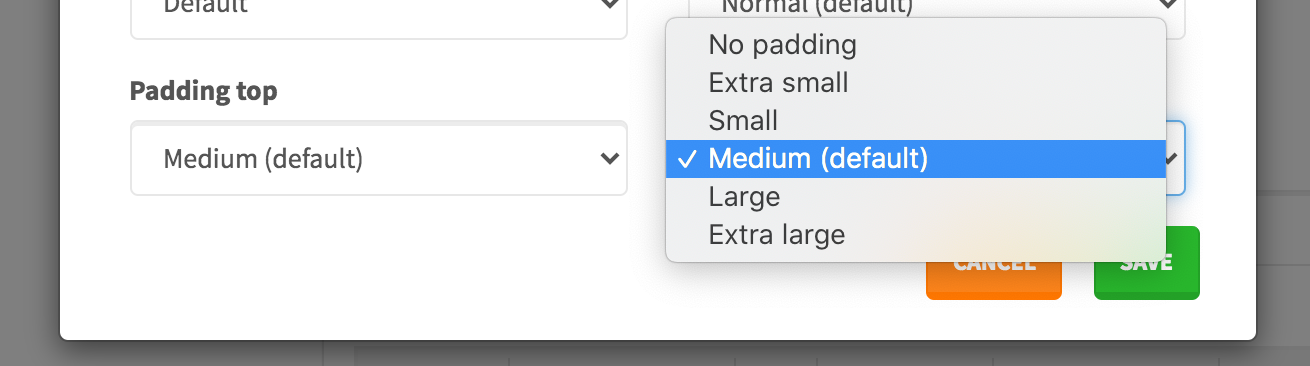 Default
Normal (default)
No padding
Extra small
Padding top
Small
Medium (default)
✓ Medium (default)
Large
Extra large
CANCEL
SAVE